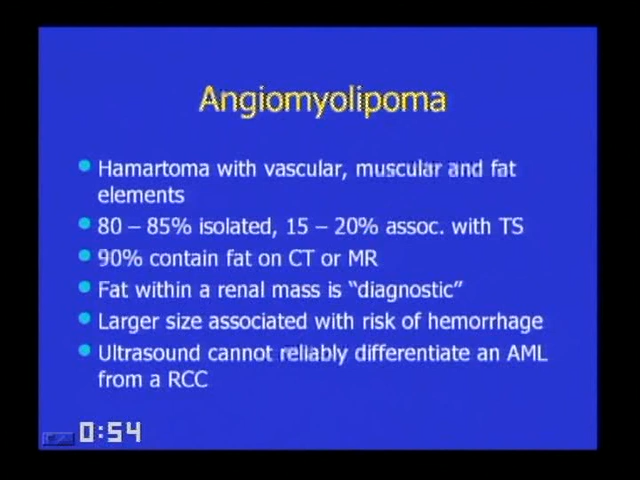 Angiomyolipoma
Hamartoma with vascular, muscular and fat
elements
80 – 85% isolated, 15 – 20% assoc. with TS
90% contain fat on CT or MR
Fat within a renal mass is “diagnostic”
Larger size associated with risk of hemorrhage
Ultrasound cannot reliably differentiate an AML
from a RCC
0:54